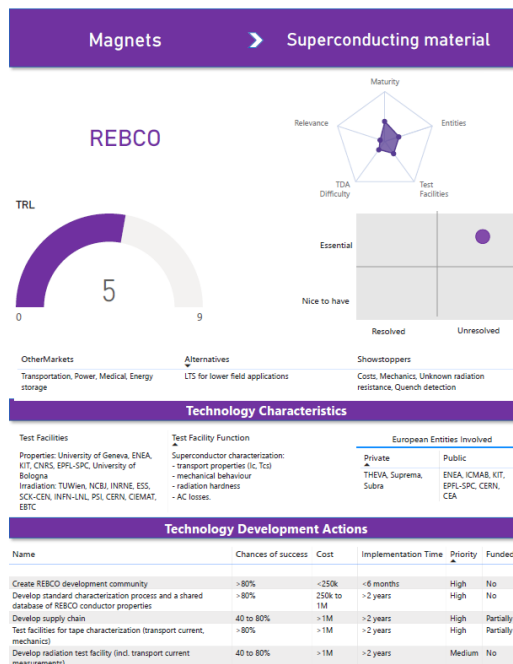 Magnets
Superconducting material
REBCO
Maturity
Relevance
Entities
TDA
Difficulty
Test
Facilities
TRL
5
0
9
Essential
Nice to have
Resolved
Unresolved
OtherMarkets
Alternatives
Showstoppers
Transportation, Power, Medical, Energy
storage
LTS for lower field applications
Costs, Mechanics, Unknown radiation
resistance, Quench detection
Technology Characteristics
Test Facilities
Properties: University of Geneva, ENEA,
KIT, CNRS, EPFL-SPC, University of
Bologna
Irradiation: TUWien, NCBJ, INRNE, ESS,
SCK-CEN, INFN-LNL, PSI, CERN, CIEMAT,
EBTC
Test Facility Function
Superconductor characterization:
- transport properties (Ic, Tcs)
- mechanical behaviour
- radiation hardness
- AC losses.
European Entities Involved
Private
Public
THEVA, Suprema,
Subra
ENEA, ICMAB, KIT,
EPFL-SPC, CERN,
CEA
Technology Development Actions
Name Chances of success Cost Implementation Time Priority Funded
Create REBCO development community >80% <250k <6 months High No
Develop standard characterization process and a shared
database of REBCO conductor properties
>80%
250k to
1M
>2 years High No
Develop supply chain 40 to 80% >1M >2 years High Partially
Test facilities for tape characterization (transport current,
mechanics)
>80% >1M >2 years High Partially
Develop radiation test facility (incl. transport current
measurements)
40 to 80% >1M >2 years Medium No